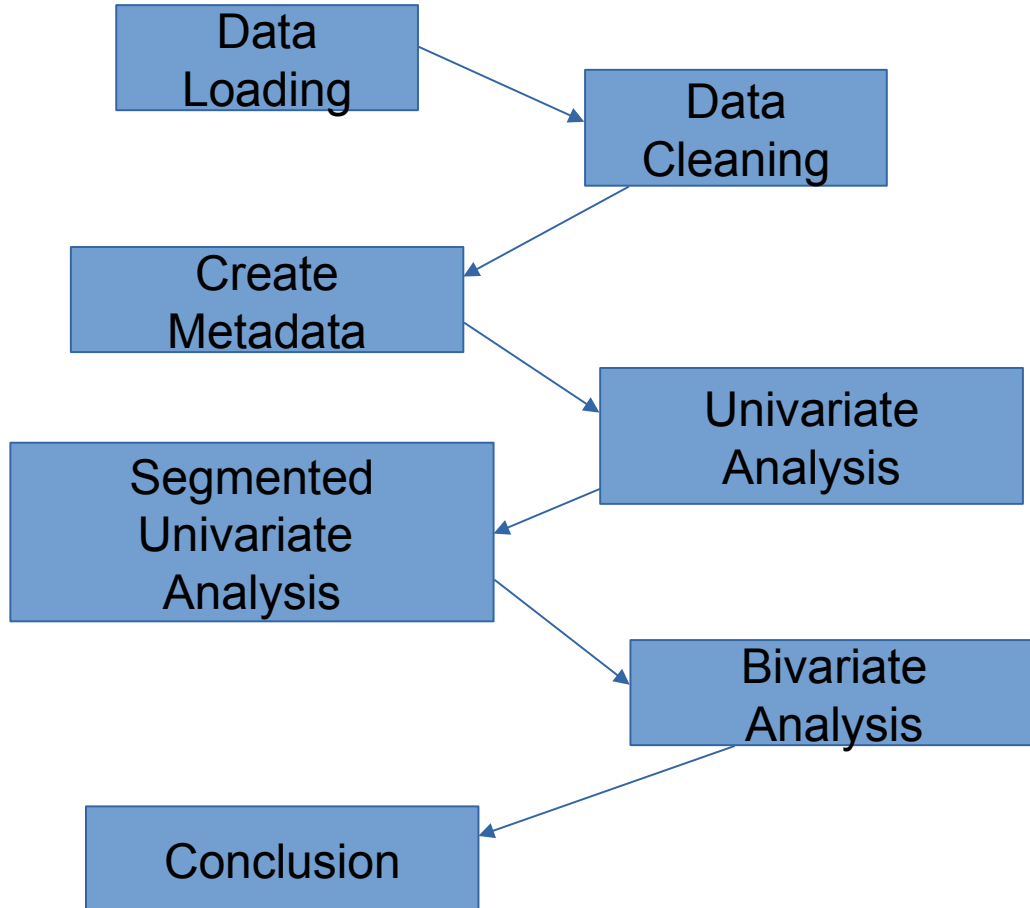 Data
Loading
Data
Cleaning
Create
Metadata
Univariate
Analysis
Segmented
Univariate
Analysis
Bivariate
Analysis
Conclusion